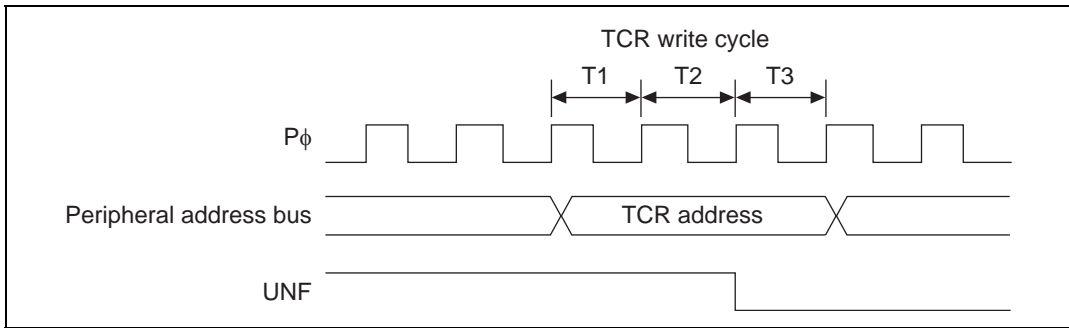 TCR write cycle
T1 T2 T3
Pϕ
Peripheral address bus
TCR address
UNF